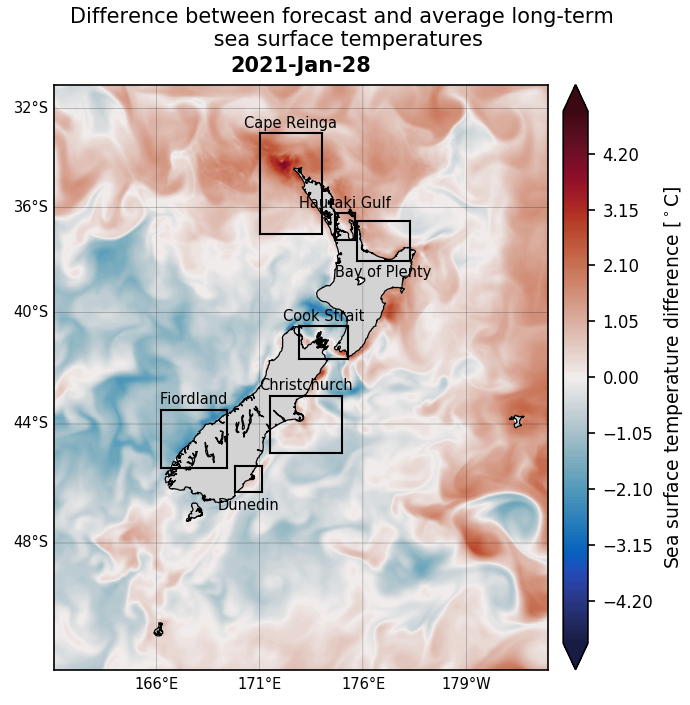 Difference between forecast and average long-term
sea surface temperatures
2021-Jan-28
32°S
36°S
40°S
44°S
48°S
166°E
171°E
176°E
179°W
Cape Reinga
Hauraki Gulf
Bay of Plenty
Cook Strait
Christchurch
Fiordland
Dunedin
4.20
3.15
2.10
1.05
0.00
−1.05
−2.10
−3.15
−4.20
Sea surface temperature difference [°C]